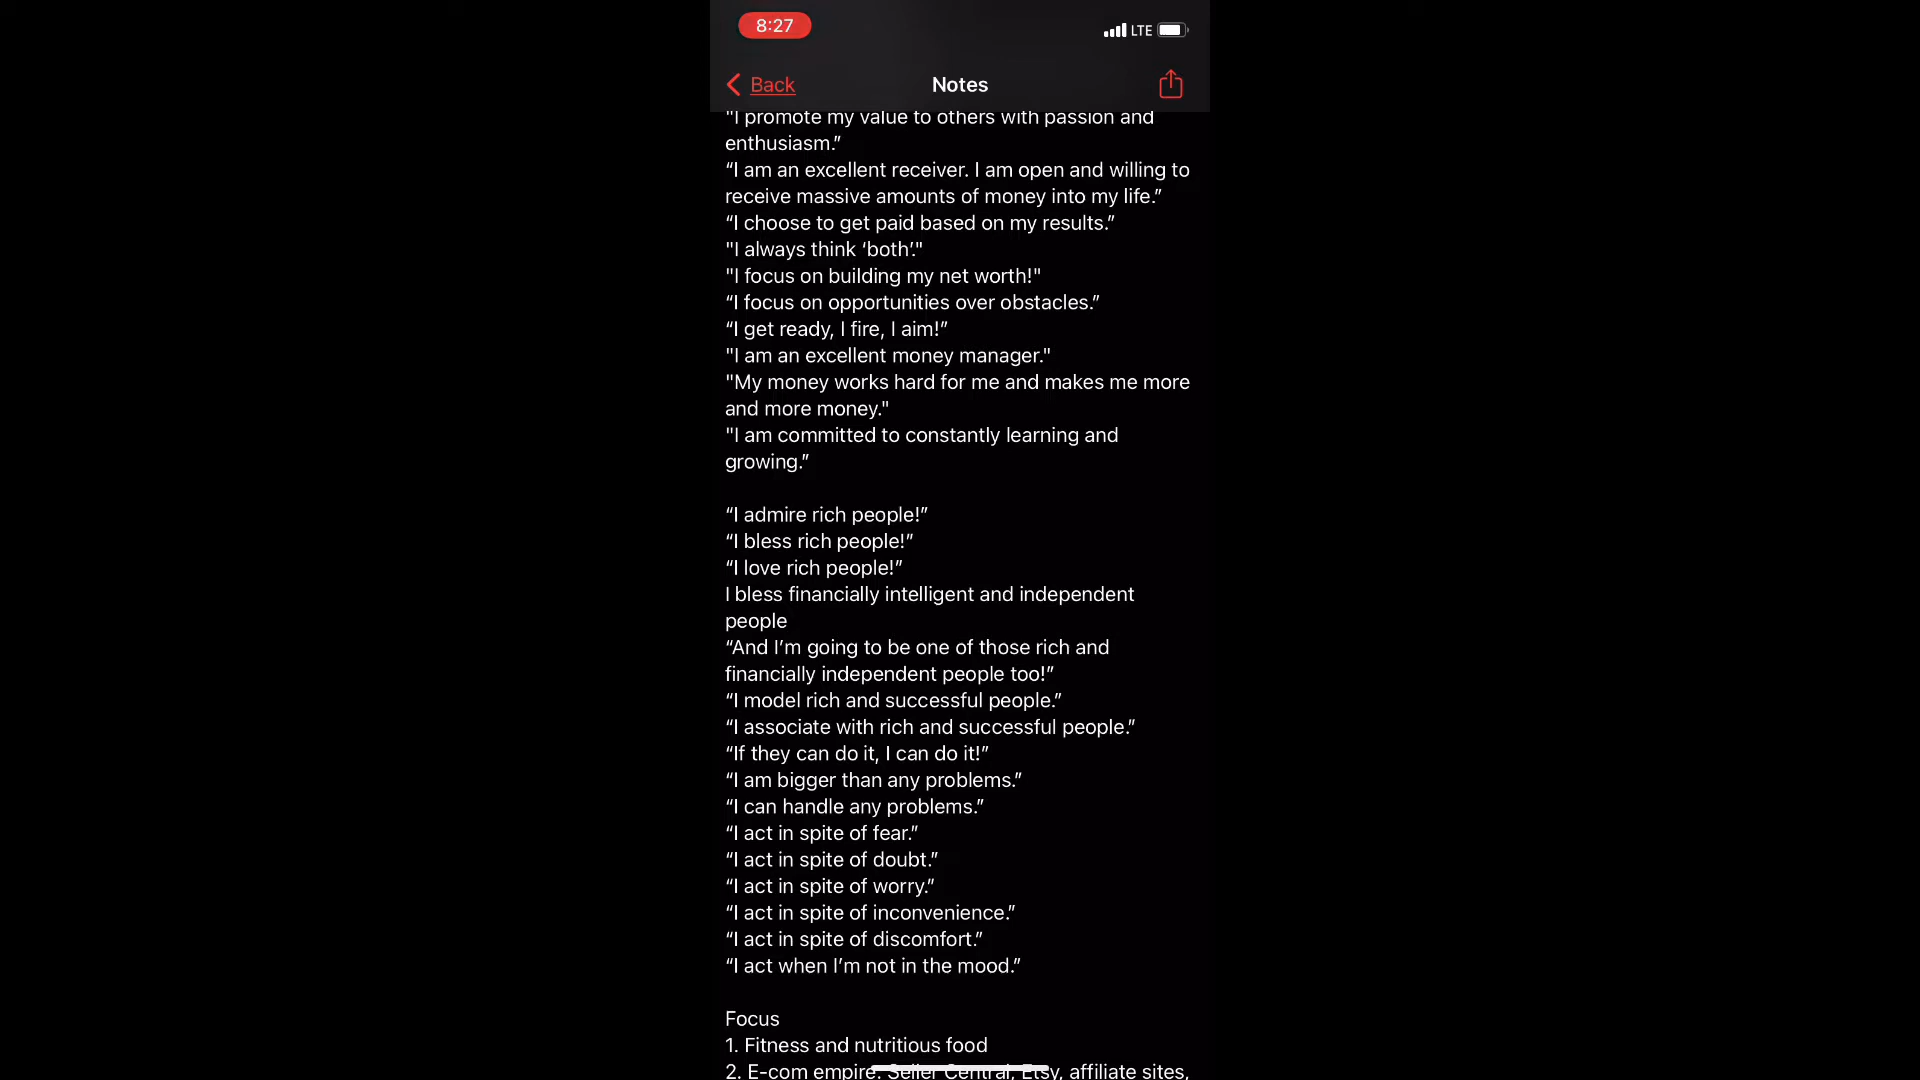 8:27
LTE
Back
Notes
"I promote my value to others with passion and
enthusiasm.”
“I am an excellent receiver. I am open and willing to
receive massive amounts of money into my life.”
“I choose to get paid based on my results.”
"I always think ‘both’."
"I focus on building my net worth!"
“I focus on opportunities over obstacles.”
“I get ready, I fire, I aim!”
"I am an excellent money manager."
"My money works hard for me and makes me more
and more money."
"I am committed to constantly learning and
growing.”
“I admire rich people!”
“I bless rich people!”
“I love rich people!”
I bless financially intelligent and independent
people
“And I’m going to be one of those rich and
financially independent people too!”
“I model rich and successful people.”
“I associate with rich and successful people.”
“If they can do it, I can do it!”
“I am bigger than any problems.”
“I can handle any problems.”
“I act in spite of fear.”
“I act in spite of doubt.”
“I act in spite of worry.”
“I act in spite of inconvenience.”
“I act in spite of discomfort.”
“I act when I’m not in the mood.”
Focus
1. Fitness and nutritious food
2. E-com empire: Seller Central, Etsy, affiliate sites,